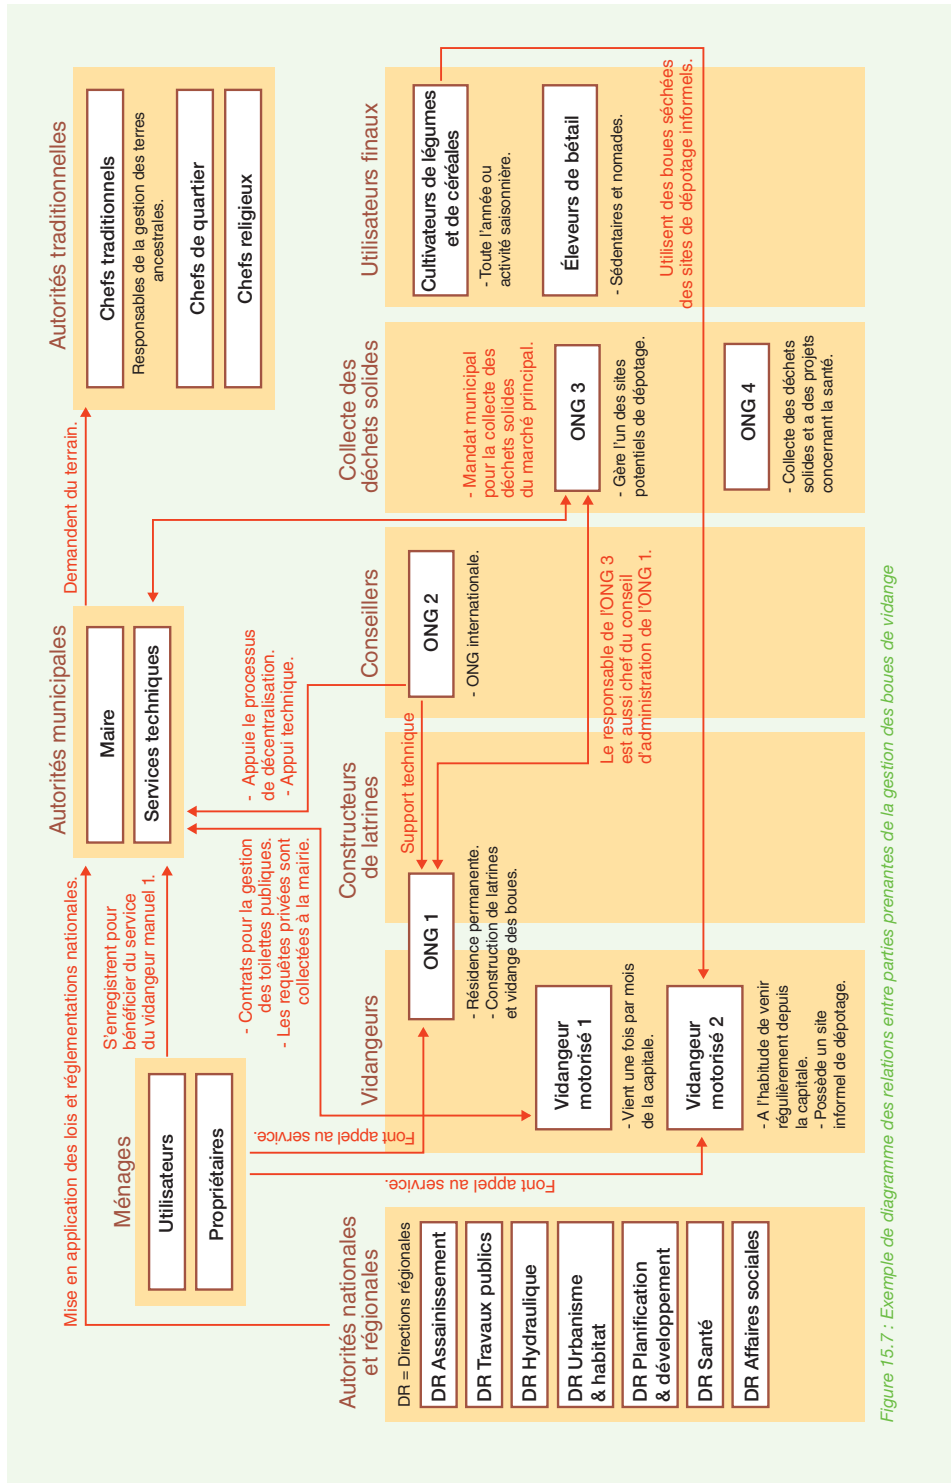 Mise en application des lois et réglementations nationales.
Ménages
Utilisateurs
Propriétaires
S'enregistrent pour
bénéficier du service
du vidangeur manuel 1.
Autorités municipales
Maire
Services techniques
Demandent du terrain.
Autorités traditionnelles
Chefs traditionnels
Responsables de la gestion des terres
ancestrales.
Chefs de quartier
Chefs religieux
- Contrats pour la gestion
des toilettes publiques.
- Les requêtes privées sont
collectées à la mairie.
- Appuie le processus
de décentralisation.
- Appui technique.
Font appel au service.
Font appel au service.
Autorités nationales
et régionales
DR = Directions régionales
DR Assainissement
DR Travaux publics
DR Hydraulique
DR Urbanisme
& habitat
DR Planification
& développement
DR Santé
DR Affaires sociales
Vidangeurs
Constructeurs
de latrines
ONG 1
- Résidence permanente.
- Construction de latrines
et vidange des boues.
Vidangeur
motorisé 1
- Vient une fois par mois
de la capitale.
Vidangeur
motorisé 2
- A l'habitude de venir
régulièrement depuis
la capitale.
- Possède un site
informel de dépotage.
Support technique
Conseillers
ONG 2
- ONG internationale.
Le responsable de l'ONG 3
est aussi chef du conseil
d'administration de l'ONG 1.
Collecte des
déchets solides
- Mandat municipal
pour la collecte des
déchets solides
du marché principal.
ONG 3
- Gère l'un des sites
potentiels de dépotage.
ONG 4
- Collecte des déchets
solides et a des projets
concernant la santé.
Utilisateurs finaux
Cultivateurs de légumes
et de céréales
- Toute l'année ou
activité saisonnière.
Éleveurs de bétail
- Sédentaires et nomades.
Utilisent des boues séchées
des sites de dépotage informels.
Figure 15.7 : Exemple de diagramme des relations entre parties prenantes de la gestion des boues de vidange